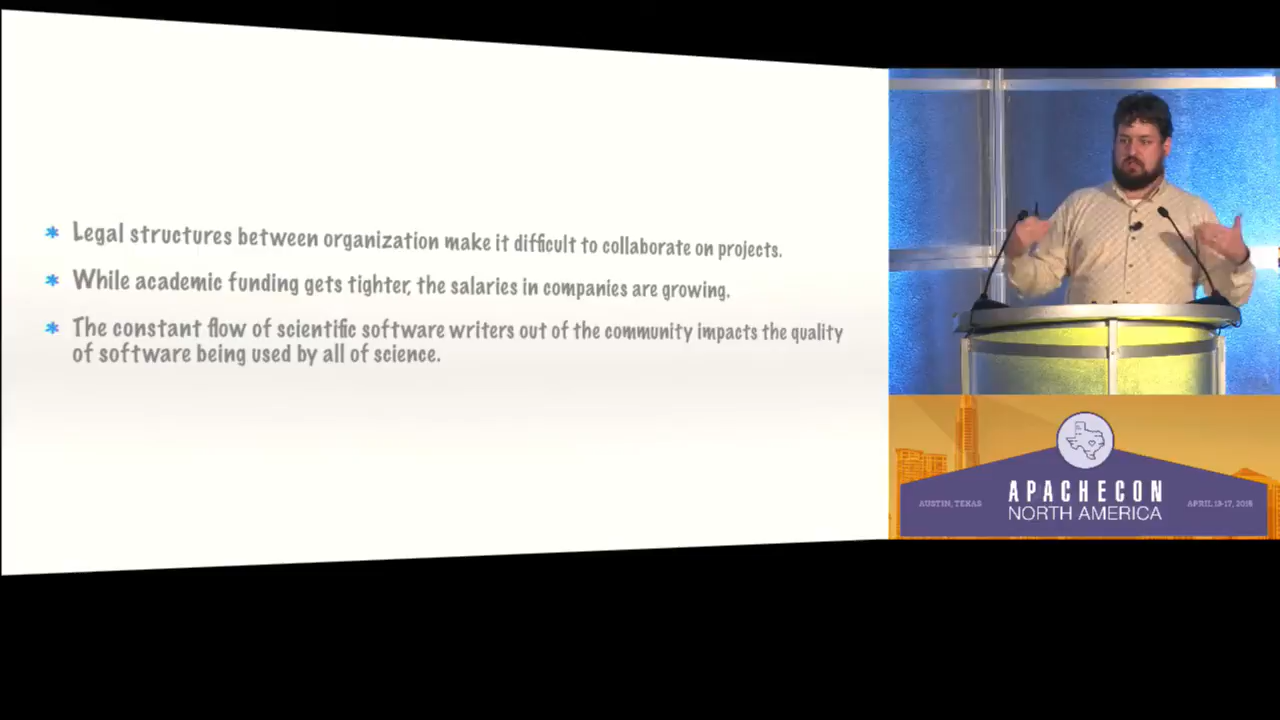 * Legal structures between organization make it difficult to collaborate on projects.
* While academic funding gets tighter, the salaries in companies are growing.
* The constant flow of scientific software writers out of the community impacts the quality
of software being used by all of science.
APACHECON
NORTH AMERICA
AUSTIN, TEXAS
APRIL 13-17, 2015